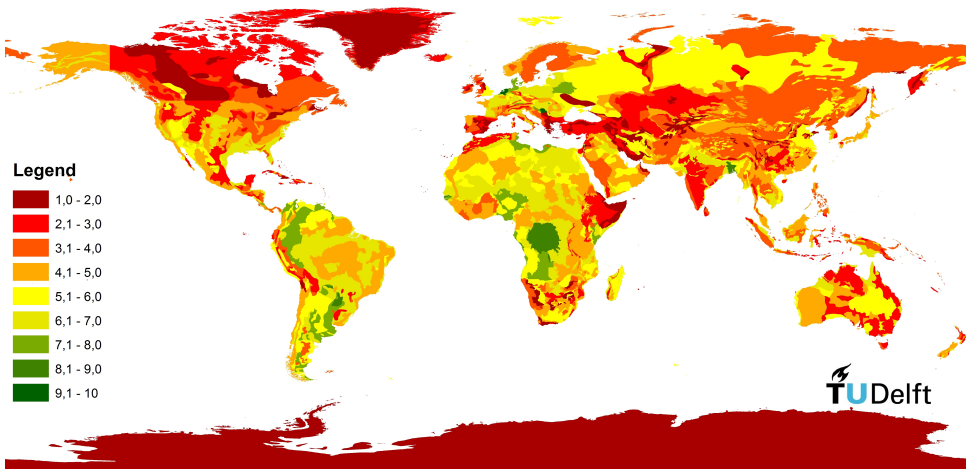 Legend
1,0 - 2,0
2,1 - 3,0
3,1 - 4,0
4,1 - 5,0
5,1 - 6,0
6,1 - 7,0
7,1 - 8,0
8,1 - 9,0
9,1 - 10
TUDelft